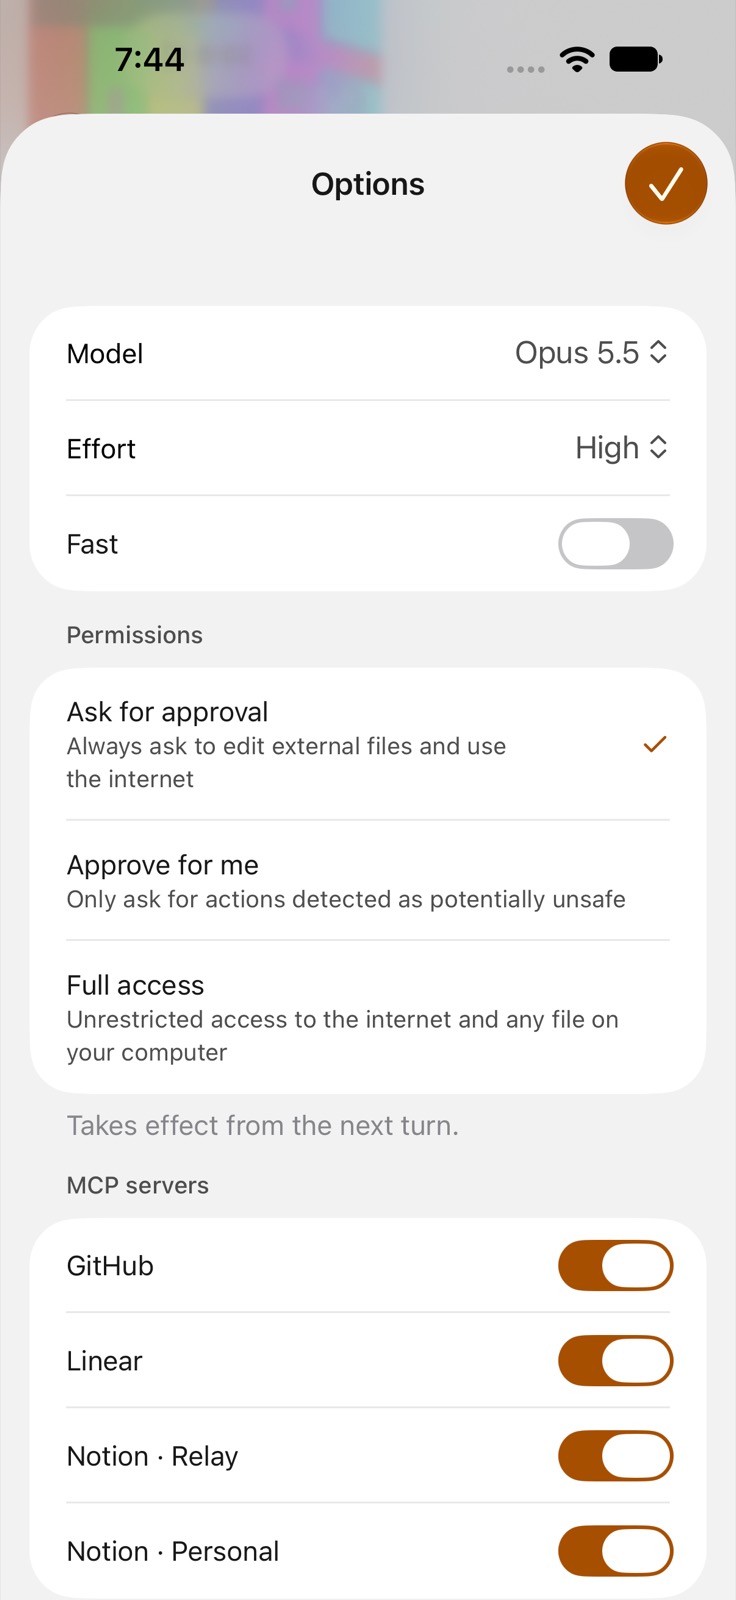 7:44
Options
Model
Opus 5.5
Effort
High
Fast
Permissions
Ask for approval
Always ask to edit external files and use
the internet
Approve for me
Only ask for actions detected as potentially unsafe
Full access
Unrestricted access to the internet and any file on
your computer
Takes effect from the next turn.
MCP servers
GitHub
Linear
Notion · Relay
Notion · Personal